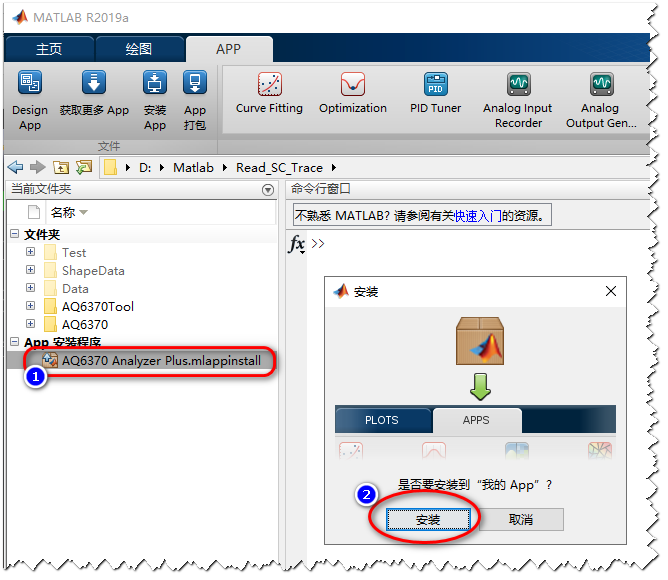 MATLAB R2019a
主页
绘图
APP
Design
App
获取更多 App
安装
App
App
打包
Curve Fitting
Optimization
PID
PID Tuner
Analog Input
Recorder
Analog
Output Gen...
文件
D:
Matlab
Read_SC_Trace
当前文件夹
命令行窗口
名称
不熟悉 MATLAB? 请参阅有关快速入门的资源。
文件夹
Test
ShapeData
Data
AQ6370Tool
AQ6370
App 安装程序
AQ6370 Analyzer Plus.mlappinstall
1
fx >>
安装
PLOTS
APPS
是否要安装到“我的 App”?
2
安装
取消